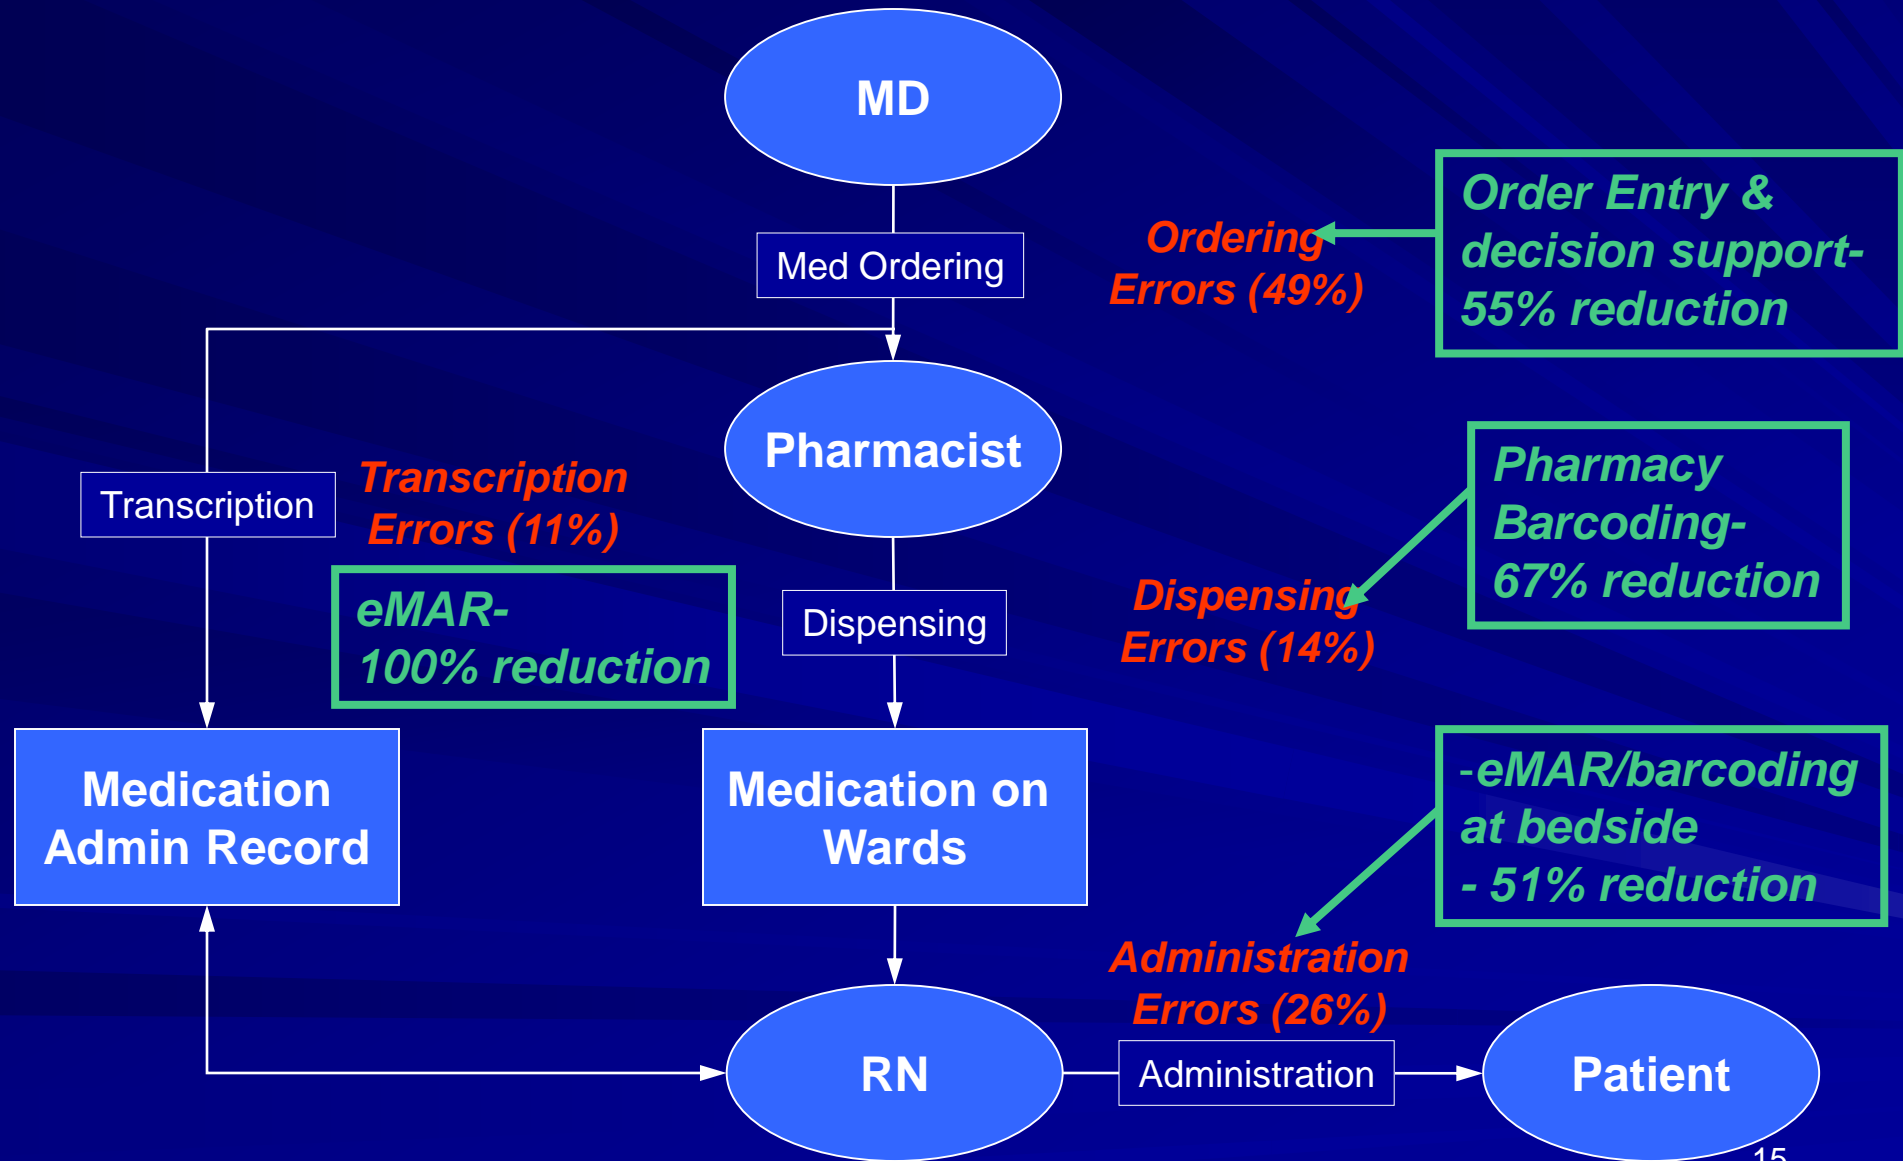 MD
Med Ordering
Ordering
Errors (49%)
Order Entry &
decision support-
55% reduction
Pharmacist
Transcription
Transcription
Errors (11%)
eMAR-
100% reduction
Dispensing
Dispensing
Errors (14%)
Pharmacy
Barcoding-
67% reduction
Medication
Admin Record
Medication on
Wards
-eMAR/barcoding
at bedside
- 51% reduction
Administration
Errors (26%)
RN
Administration
Patient
15